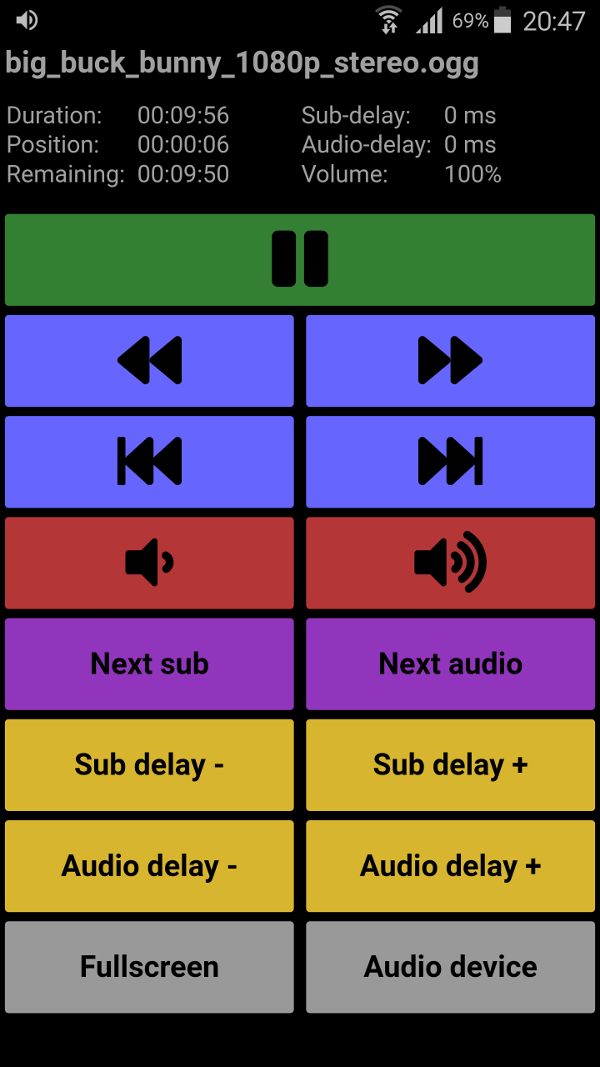 69% 20:47
big_buck_bunny_1080p_stereo.ogg
Duration: 00:09:56 Sub-delay: 0 ms
Position: 00:00:06 Audio-delay: 0 ms
Remaining: 00:09:50 Volume: 100%
Next sub Next audio
Sub delay - Sub delay +
Audio delay - Audio delay +
Fullscreen Audio device